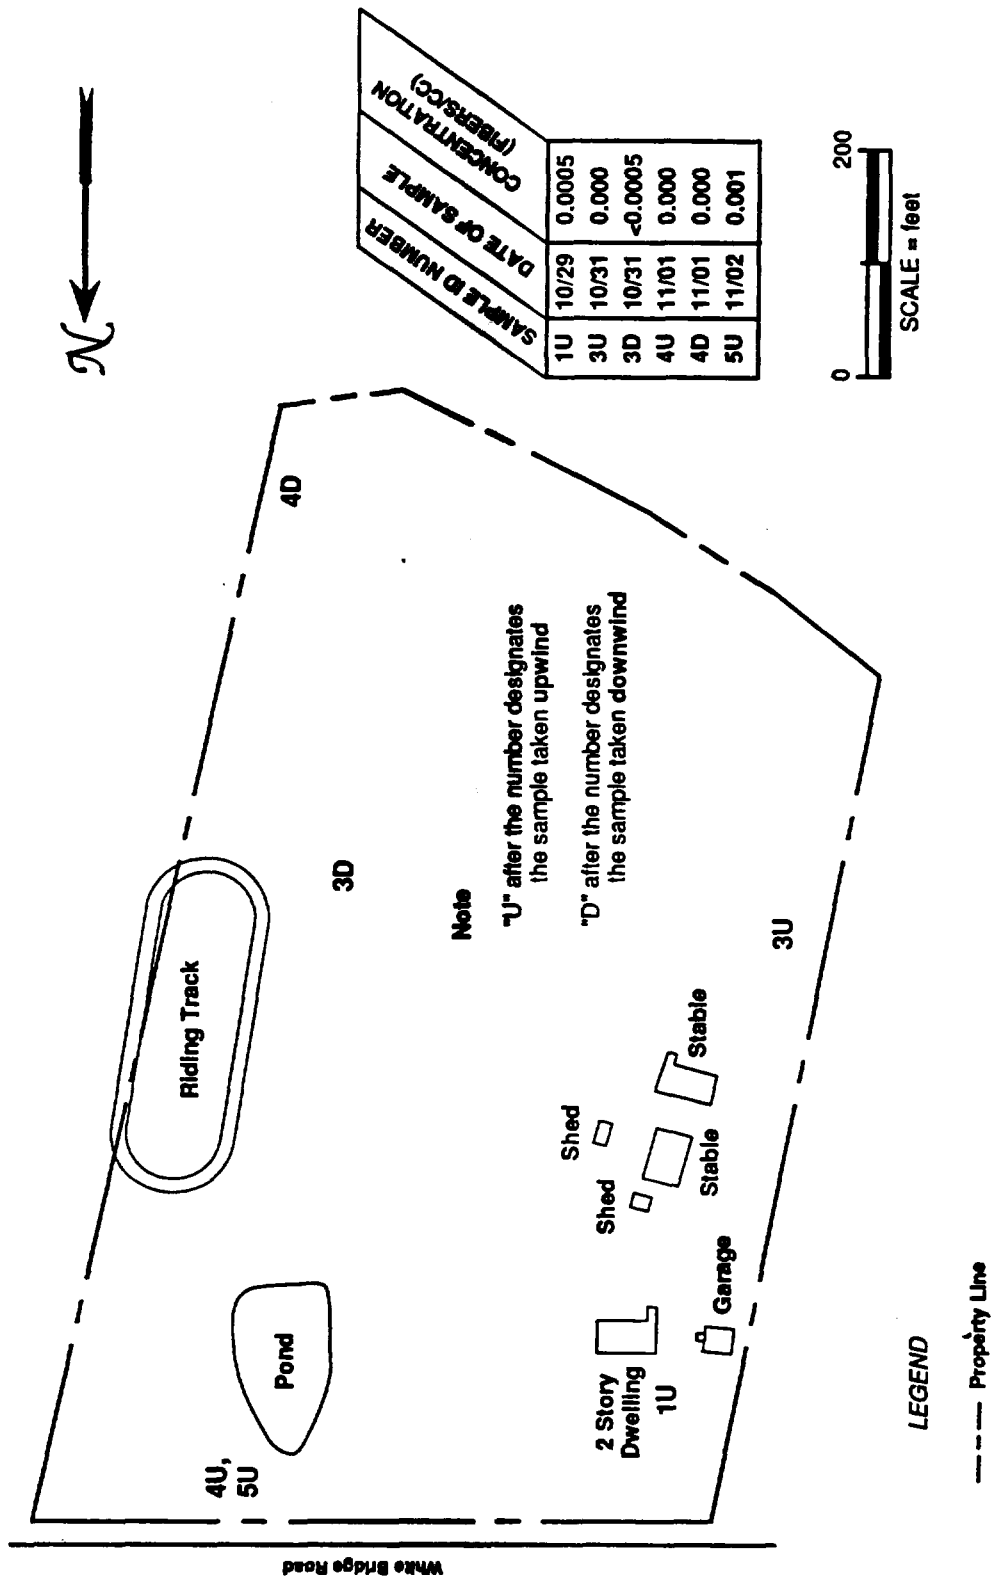 N
SAMPLE ID NUMBER DATE OF SAMPLE CONCENTRATION
(FIBERS/CC)
1U 10/29 0.0005
3U 10/31 0.000
3D 10/31 <0.0005
4U 11/01 0.000
4D 11/01 0.000
5U 11/02 0.001
0 200
SCALE = feet
4D
3D
Riding Track
Note
"U" after the number designates
the sample taken upwind
"D" after the number designates
the sample taken downwind
3U
Stable
Shed
Stable
Shed
Garage
Pond
2 Story
Dwelling
1U
4U,
5U
White Bridge Road
LEGEND
Property Line